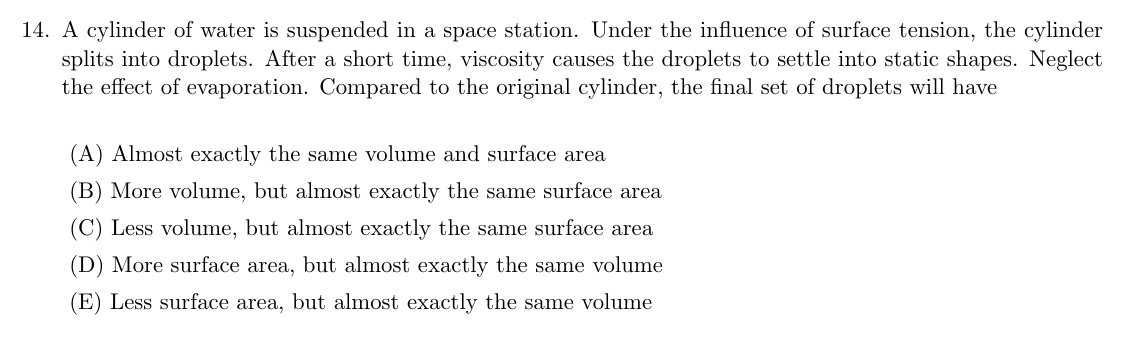 14. A cylinder of water is suspended in a space station. Under the influence of surface tension, the cylinder
splits into droplets. After a short time, viscosity causes the droplets to settle into static shapes. Neglect
the effect of evaporation. Compared to the original cylinder, the final set of droplets will have
(A) Almost exactly the same volume and surface area
(B) More volume, but almost exactly the same surface area
(C) Less volume, but almost exactly the same surface area
(D) More surface area, but almost exactly the same volume
(E) Less surface area, but almost exactly the same volume